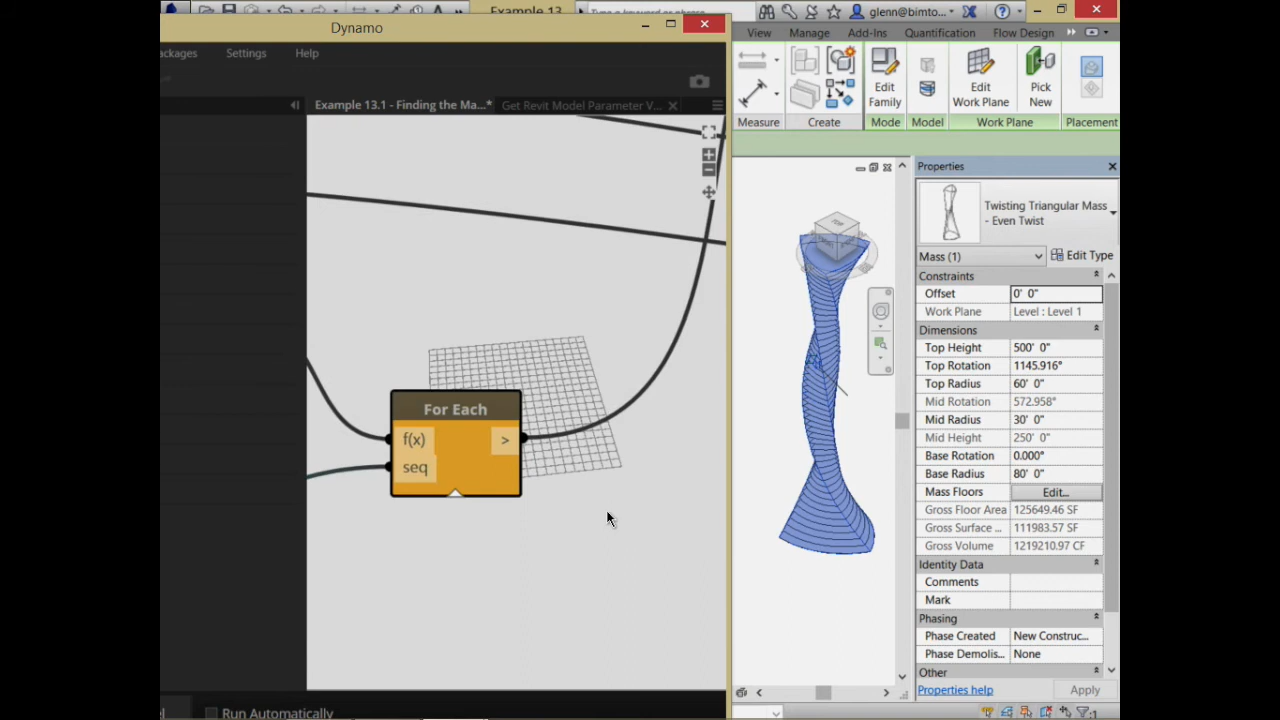 Dynamo
Example 13
glenn@bimto...
ackages
Settings
Help
View
Manage
Add-Ins
Quantification
Flow Design
Edit
Family
Edit
Work Plane
Pick
New
Measure
Create
Mode
Model
Work Plane
Placement
Example 13.1 - Finding the Ma...*
Get Revit Model Parameter V...
For Each
f(x)
>
seq
Run Automatically
Properties
Twisting Triangular Mass
- Even Twist
Mass (1)
Edit Type
Constraints
Offset
0' 0"
Work Plane
Level : Level 1
Dimensions
Top Height
500' 0"
Top Rotation
1145.916°
Top Radius
60' 0"
Mid Rotation
572.958°
Mid Radius
30' 0"
Mid Height
250' 0"
Base Rotation
0.000°
Base Radius
80' 0"
Mass Floors
Edit...
Gross Floor Area
125649.46 SF
Gross Surface ...
111983.57 SF
Gross Volume
1219210.97 CF
Identity Data
Comments
Mark
Phasing
Phase Created
New Construc...
Phase Demolis...
None
Other
Properties help
Apply
:1